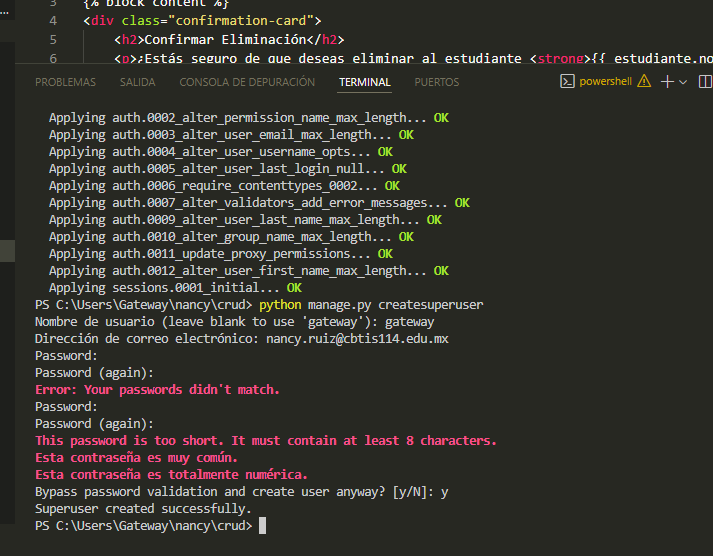 ...
3 {% block content %}
4 <div class="confirmation-card">
5 <h2>Confirmar Eliminación</h2>
6 <p>¿Estás seguro de que deseas eliminar al estudiante <strong>{{ estudiante.no
PROBLEMAS SALIDA CONSOLA DE DEPURACIÓN TERMINAL PUERTOS powershell
Applying auth.0002_alter_permission_name_max_length... OK
Applying auth.0003_alter_user_email_max_length... OK
Applying auth.0004_alter_user_username_opts... OK
Applying auth.0005_alter_user_last_login_null... OK
Applying auth.0006_require_contenttypes_0002... OK
Applying auth.0007_alter_validators_add_error_messages... OK
Applying auth.0009_alter_user_last_name_max_length... OK
Applying auth.0010_alter_group_name_max_length... OK
Applying auth.0011_update_proxy_permissions... OK
Applying auth.0012_alter_user_first_name_max_length... OK
Applying sessions.0001_initial... OK
PS C:\Users\Gateway\nancy\crud> python manage.py createsuperuser
Nombre de usuario (leave blank to use 'gateway'): gateway
Dirección de correo electrónico: nancy.ruiz@cbtis114.edu.mx
Password:
Password (again):
Error: Your passwords didn't match.
Password:
Password (again):
This password is too short. It must contain at least 8 characters.
Esta contraseña es muy común.
Esta contraseña es totalmente numérica.
Bypass password validation and create user anyway? [y/N]: y
Superuser created successfully.
PS C:\Users\Gateway\nancy\crud>